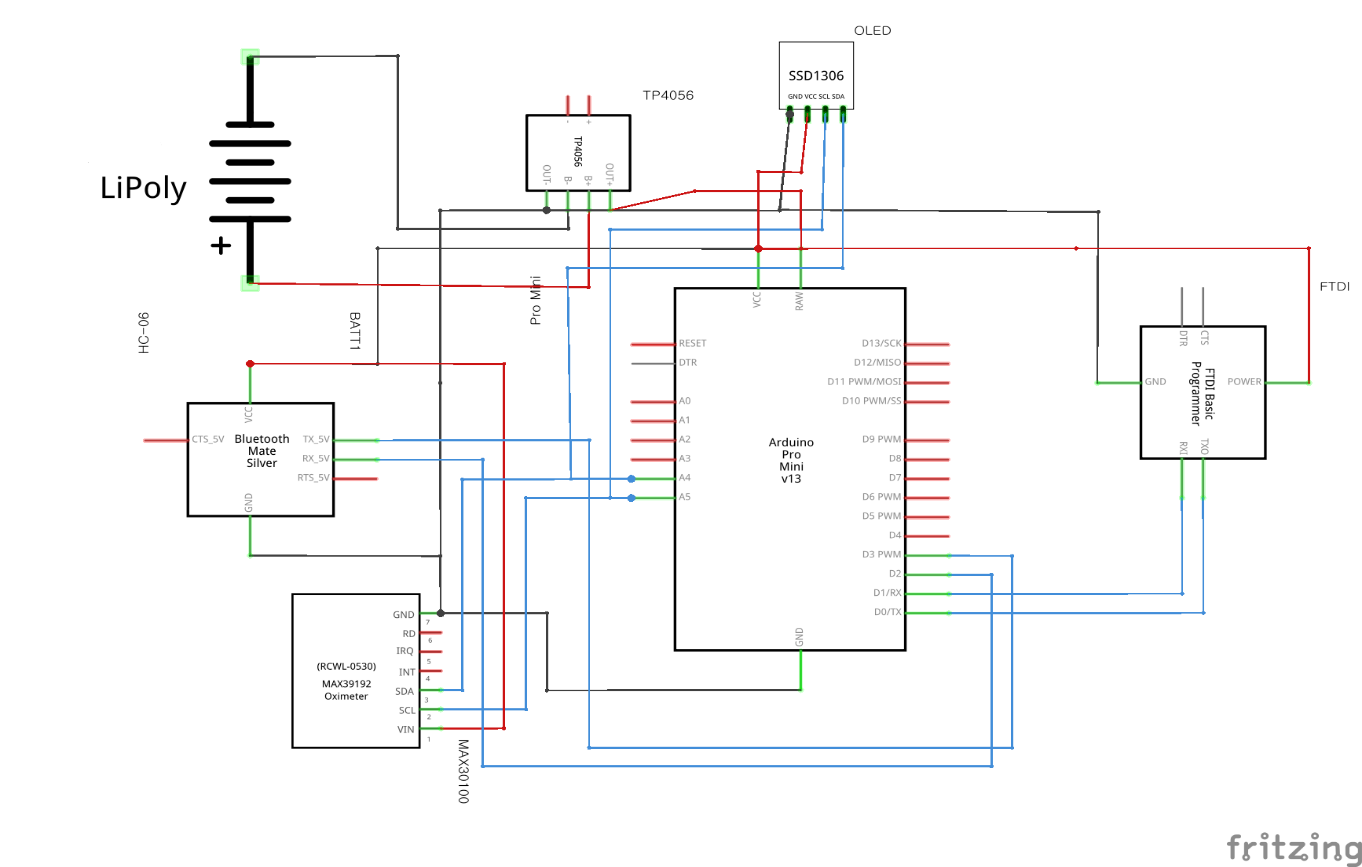 OLED
SSD1306
GND VCC SCL SDA
TP4056
-
+
TP4056
OUT-
B-
B+
OUT+
LiPoly
+
Pro Mini
FTDI
HC-06
BATT1
VCC
RAW
DTR
CTS
RESET
DTR
A0
A1
A2
A3
A4
A5
D13/SCK
D12/MISO
D11 PWM/MOSI
D10 PWM/SS
D9 PWM
D8
D7
D6 PWM
D5 PWM
D4
D3 PWM
D2
D1/RX
D0/TX
GND
Arduino
Pro
Mini
v13
GND
POWER
FTDI Basic
Programmer
RXI
TXO
VCC
CTS_5V
Bluetooth
Mate
Silver
TX_5V
RX_5V
RTS_5V
GND
(RCWL-0530)
MAX39192
Oximeter
GND
7
RD
6
IRQ
5
INT
4
SDA
3
SCL
2
VIN
1
MAX30100
fritzing